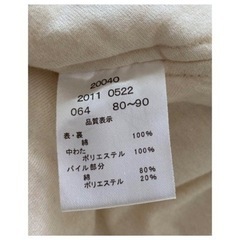 20040
2011 0522
064 80〜90
品質表示
表・裏
綿 100%
中わた
ポリエステル 100%
パイル部分
綿 80%
ポリエステル 20%